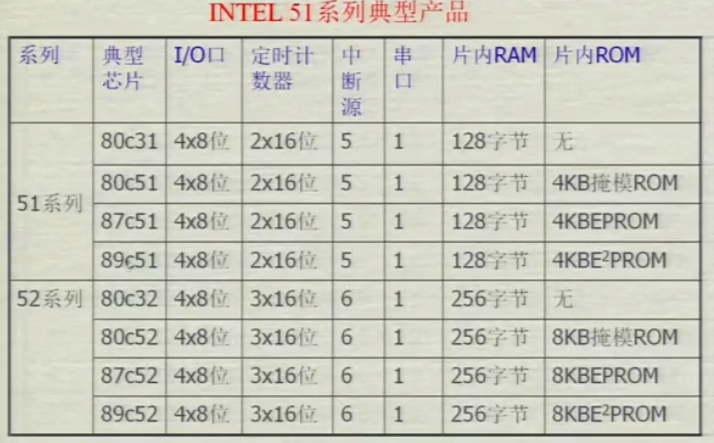 INTEL 51系列典型产品
系列 典型芯片 I/O口 定时计数器 中断源 串口 片内RAM 片内ROM
51系列 80c31 4x8位 2x16位 5 1 128字节 无
80c51 4x8位 2x16位 5 1 128字节 4KB掩模ROM
87c51 4x8位 2x16位 5 1 128字节 4KBEPROM
89c51 4x8位 2x16位 5 1 128字节 4KBE²PROM
52系列 80c32 4x8位 3x16位 6 1 256字节 无
80c52 4x8位 3x16位 6 1 256字节 8KB掩模ROM
87c52 4x8位 3x16位 6 1 256字节 8KBEPROM
89c52 4x8位 3x16位 6 1 256字节 8KBE²PROM